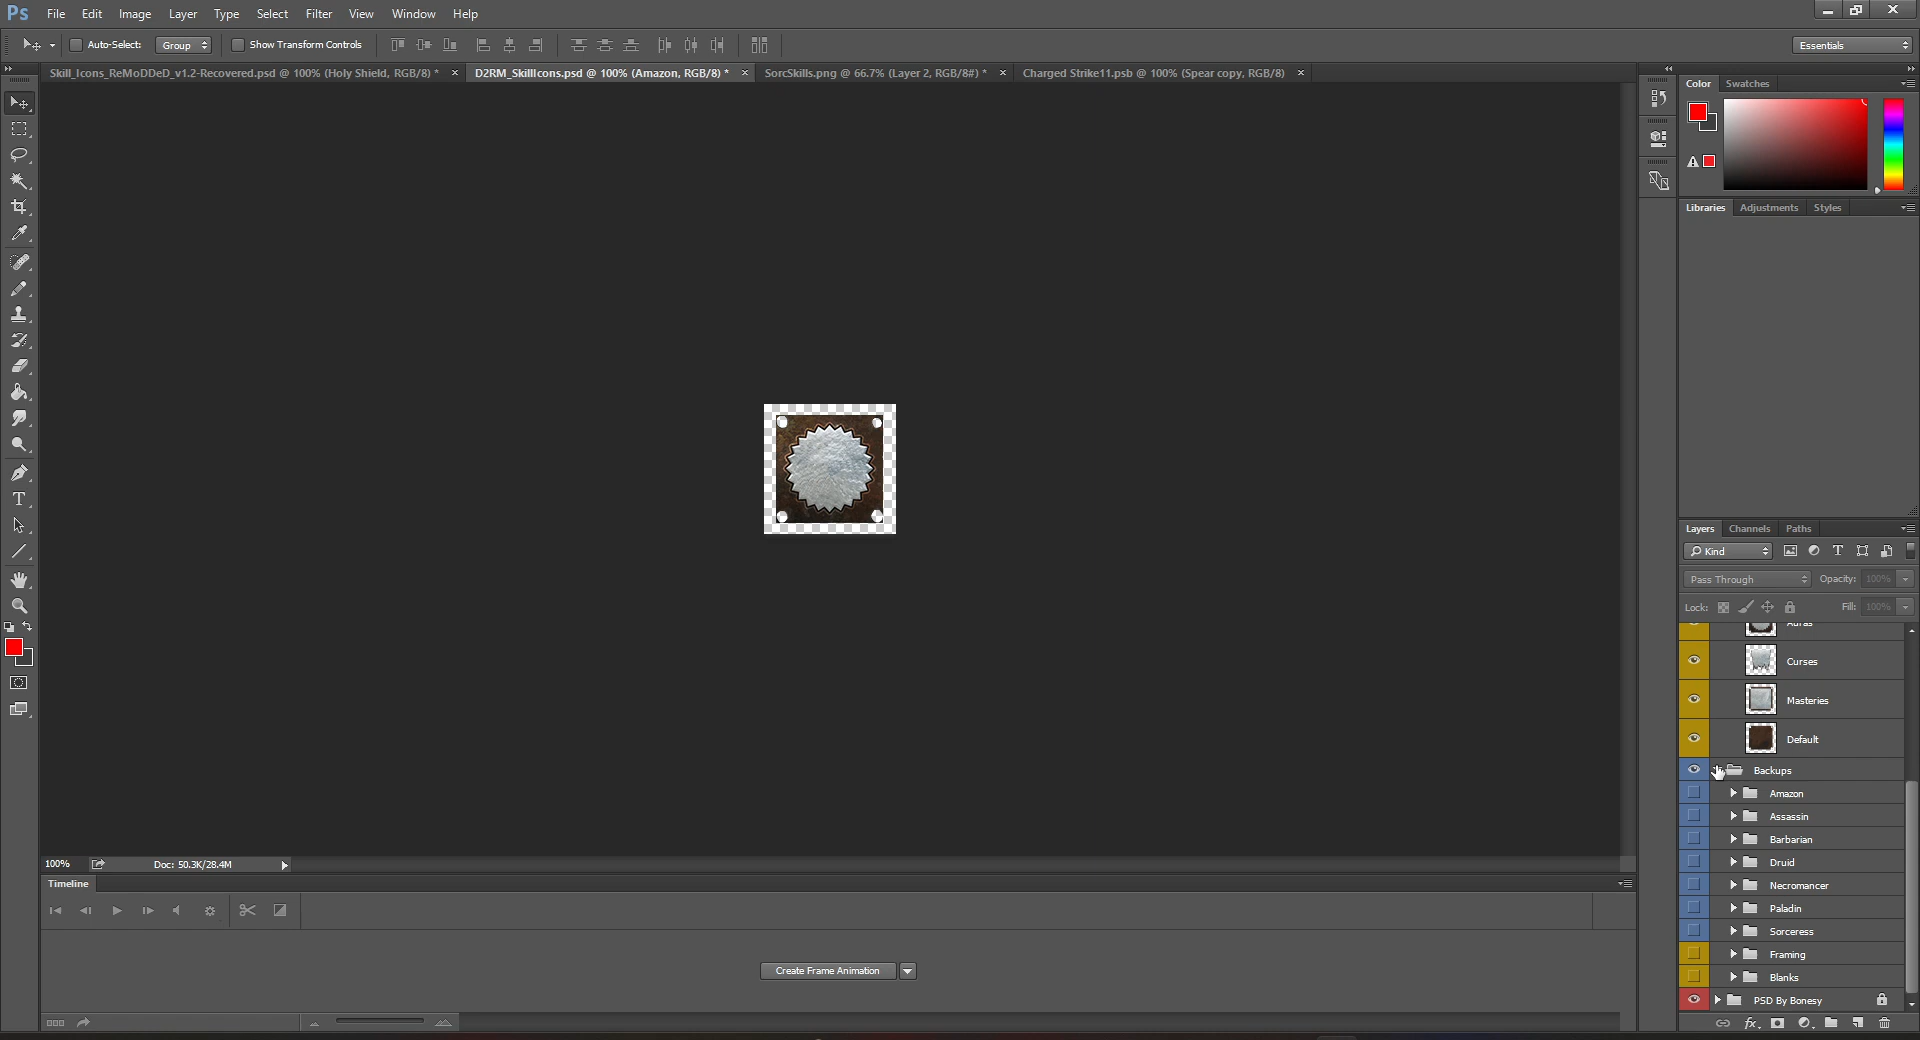 Ps File Edit Image Layer Type Select Filter View Window Help
Auto-Select: Group Show Transform Controls Essentials
Skill_Icons_ReMoDDeD_v1.2-Recovered.psd @ 100% (Holy Shield, RGB/8) * × D2RM_SkillIcons.psd @ 100% (Amazon, RGB/8) * × SorcSkills.png @ 66.7% (Layer 2, RGB/8#) * × Charged Strike11.psb @ 100% (Spear copy, RGB/8) ×
Color Swatches
Libraries Adjustments Styles
Layers Channels Paths
Kind
Pass Through Opacity: 100%
Lock: Fill: 100%
Auras
Curses
Masteries
Default
Backups
Amazon
Assassin
Barbarian
Druid
Necromancer
Paladin
Sorceress
Framing
Blanks
PSD By Bonesy
100% Doc: 50.3K/28.4M
Timeline
Create Frame Animation